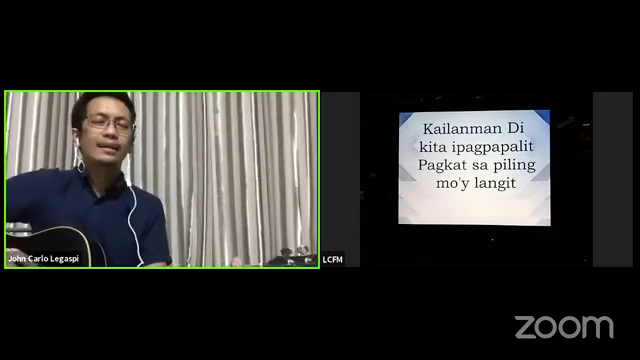 Kailanman Di
kita ipagpapalit
Pagkat sa piling
mo'y langit
John Carlo Legaspi
LCFM
zoom